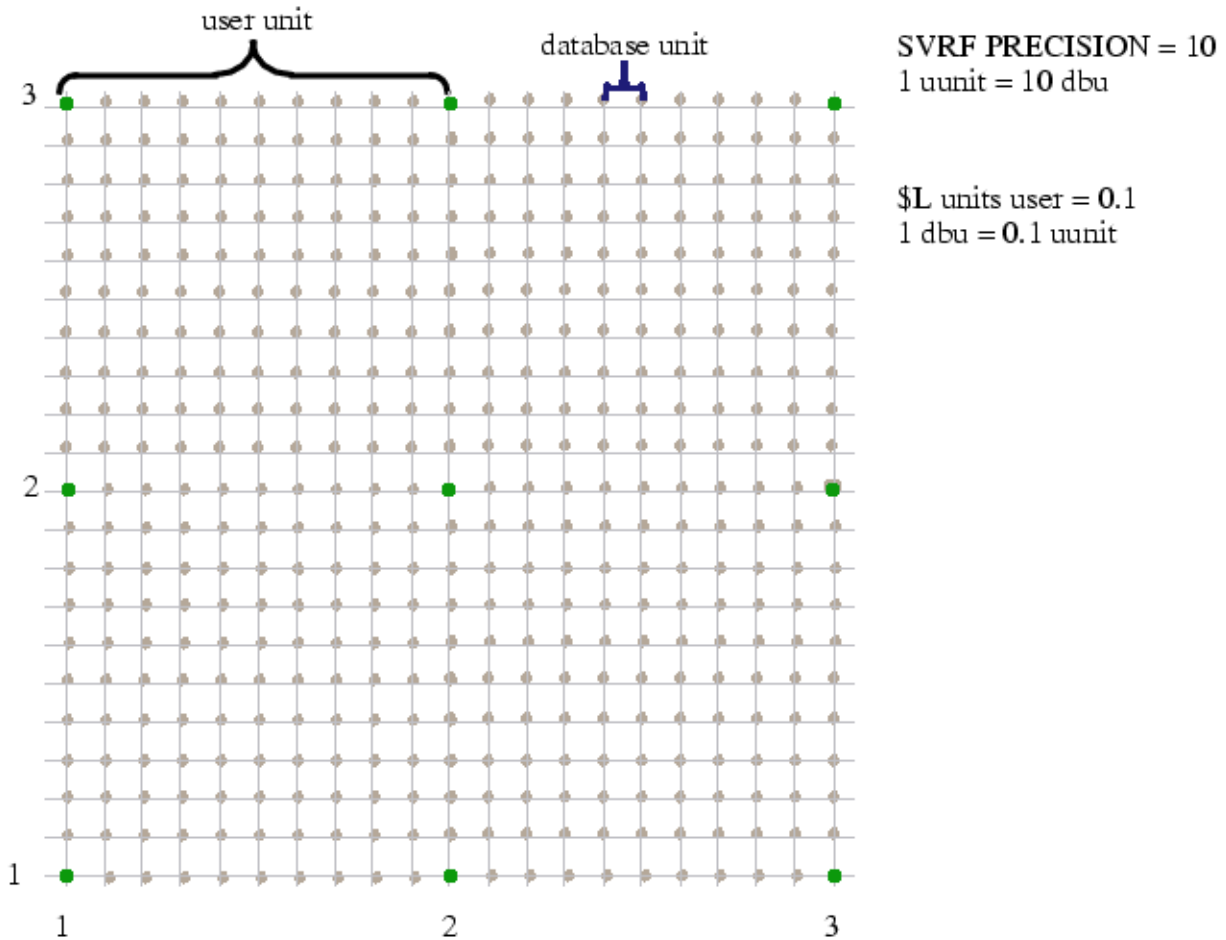 user unit
database unit
SVRF PRECISION = 10
1 uunit = 10 dbu
$L units user = 0.1
1 dbu = 0.1 uunit
3
2
1
1 2 3